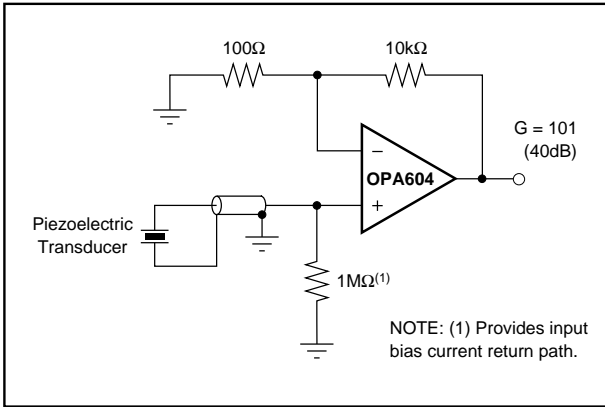 100Ω
10kΩ
G = 101
(40dB)
–
OPA604
+
Piezoelectric
Transducer
1MΩ(1)
NOTE: (1) Provides input
bias current return path.